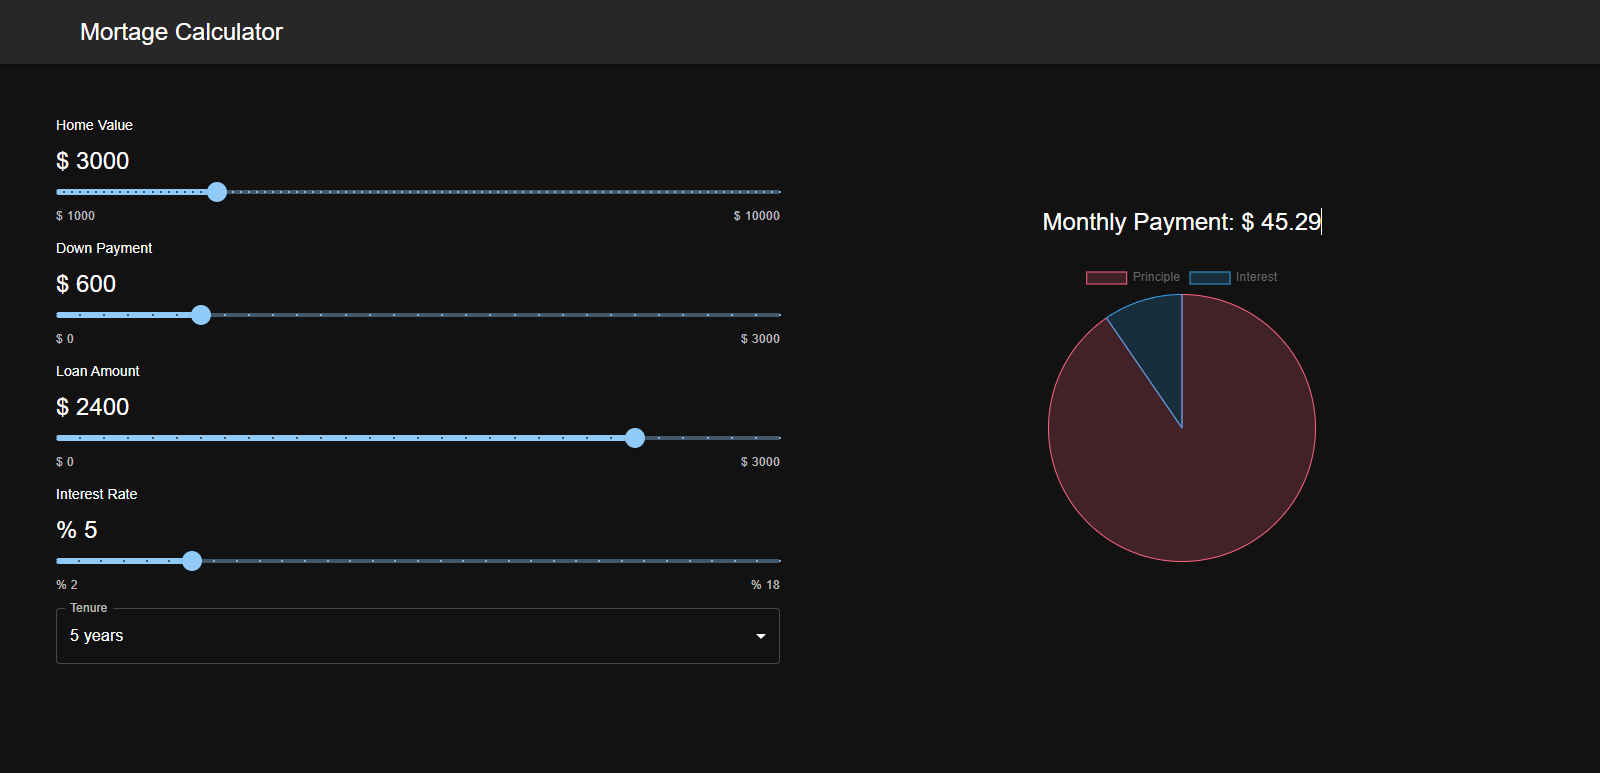 Mortage Calculator
Home Value
$ 3000
$ 1000 $ 10000
Down Payment
$ 600
$ 0 $ 3000
Loan Amount
$ 2400
$ 0 $ 3000
Interest Rate
% 5
% 2 % 18
Tenure
5 years
Monthly Payment: $ 45.29
Principle Interest